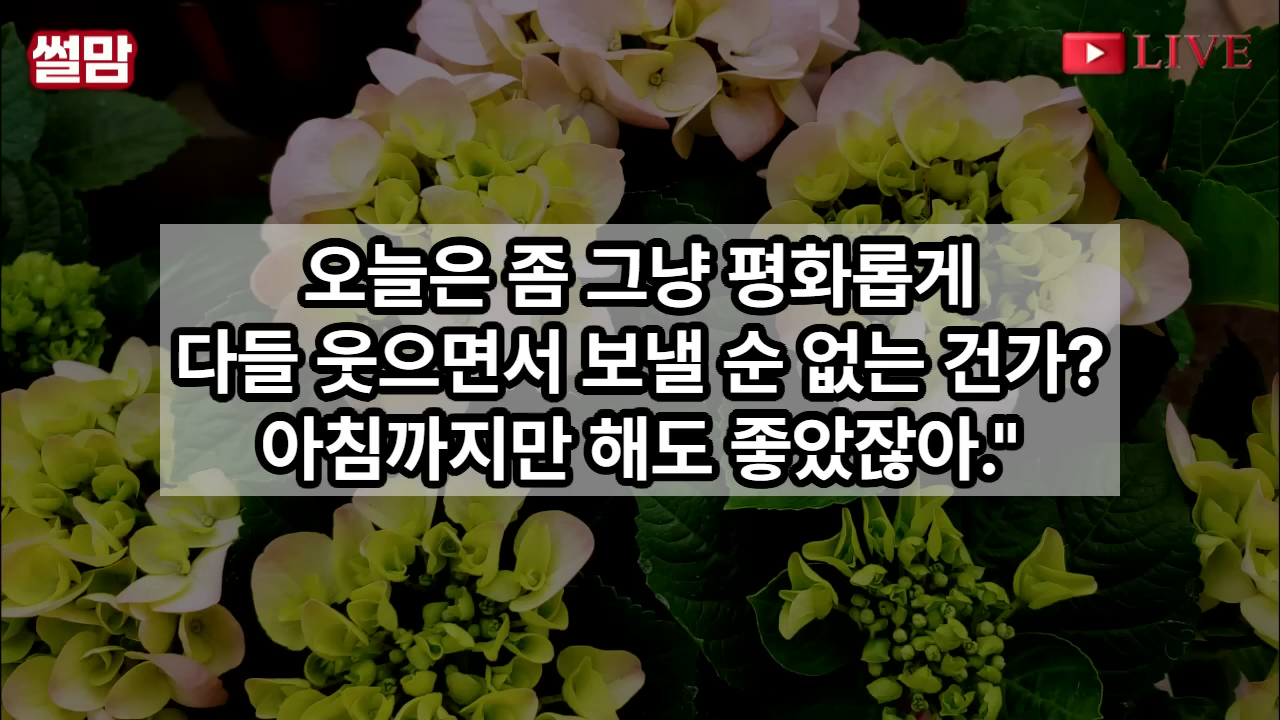 썰맘
LIVE
오늘은 좀 그냥 평화롭게
다들 웃으면서 보낼 순 없는 건가?
아침까지만 해도 좋았잖아."